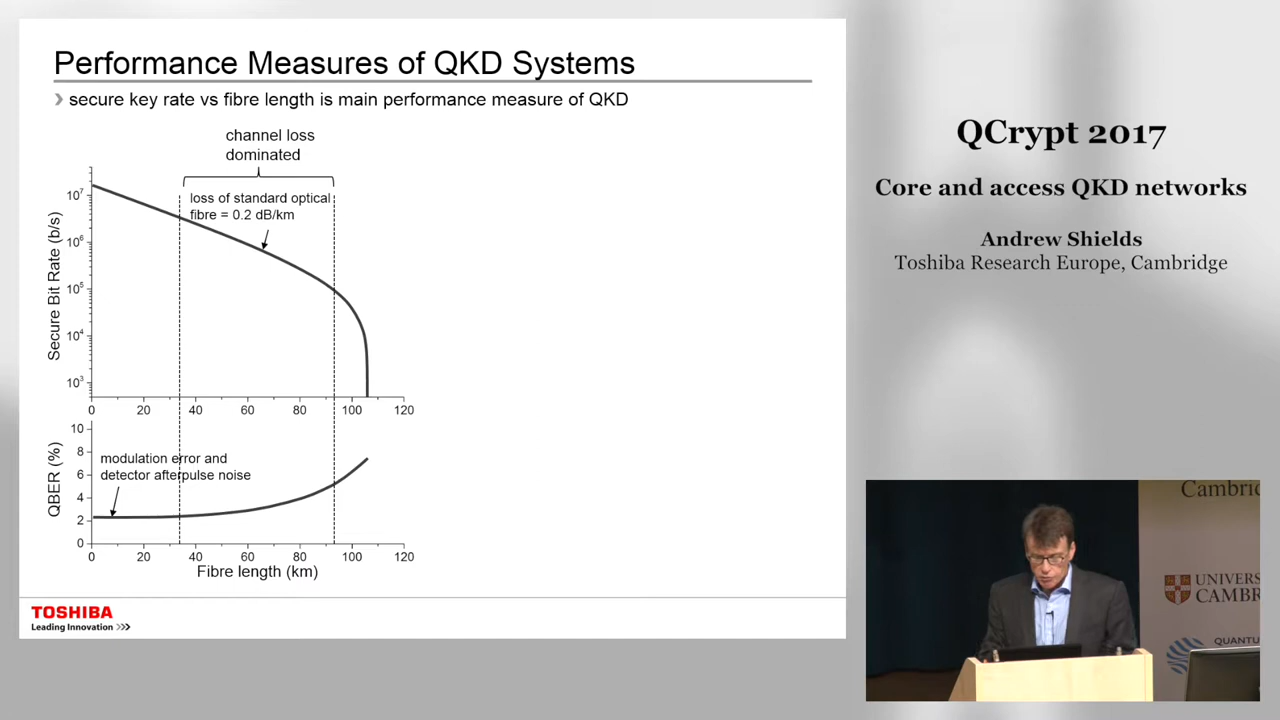 Performance Measures of QKD Systems
secure key rate vs fibre length is main performance measure of QKD
channel loss
dominated
loss of standard optical
fibre = 0.2 dB/km
Secure Bit Rate (b/s)
10⁷
10⁶
10⁵
10⁴
10³
0 20 40 60 80 100 120
modulation error and
detector afterpulse noise
QBER (%)
10
8
6
4
2
0
0 20 40 60 80 100 120
Fibre length (km)
TOSHIBA
Leading Innovation >>>
QCrypt 2017
Core and access QKD networks
Andrew Shields
Toshiba Research Europe, Cambridge
Cambrid
UNIVERS
CAMBR
QUANTU